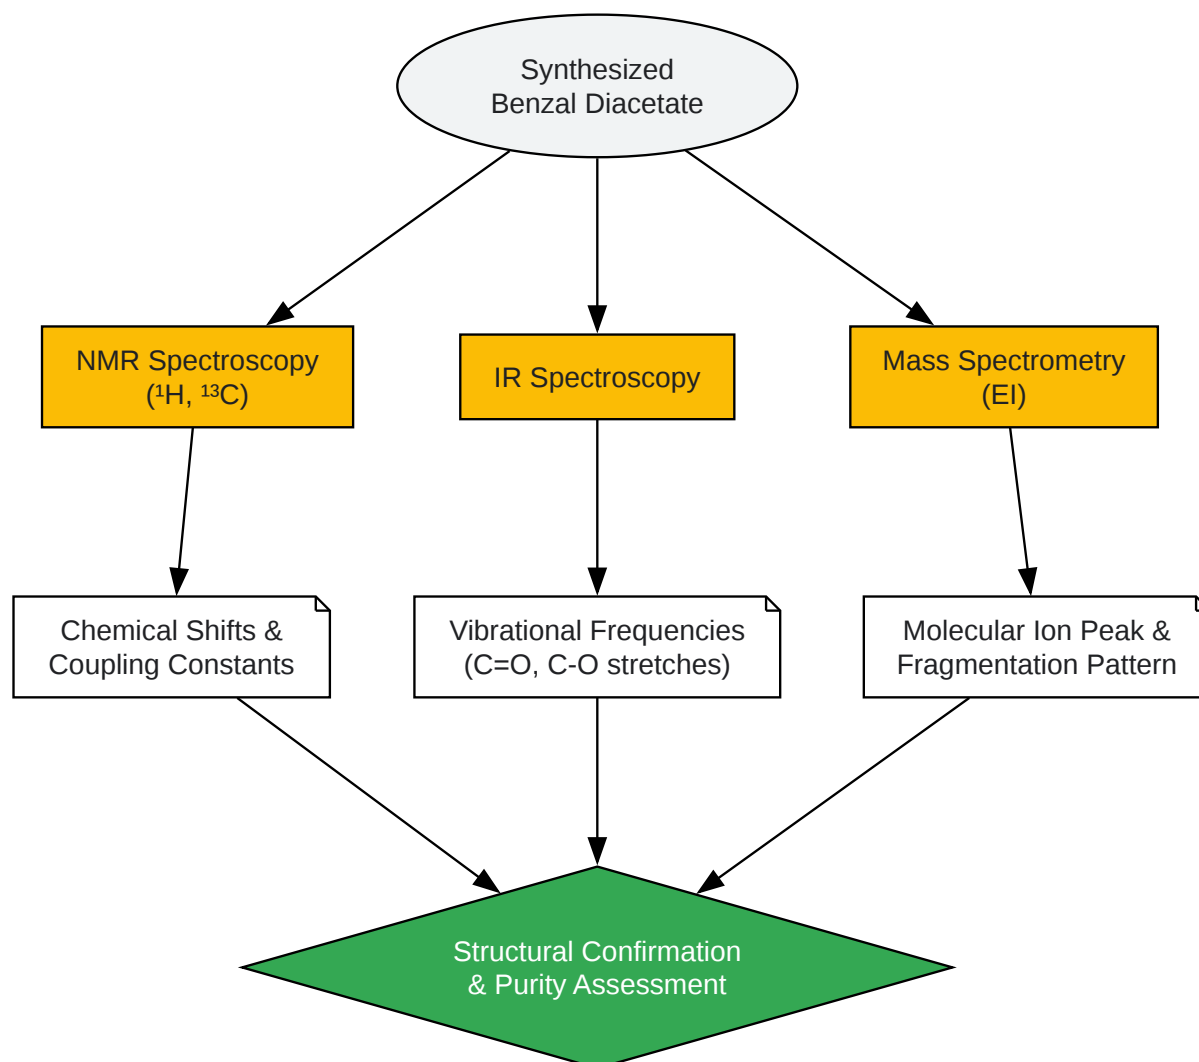 Synthesized
Benzal Diacetate
NMR Spectroscopy
(¹H, ¹³C)
IR Spectroscopy
Mass Spectrometry
(EI)
Chemical Shifts &
Coupling Constants
Vibrational Frequencies
(C=O, C-O stretches)
Molecular Ion Peak &
Fragmentation Pattern
Structural Confirmation
& Purity Assessment